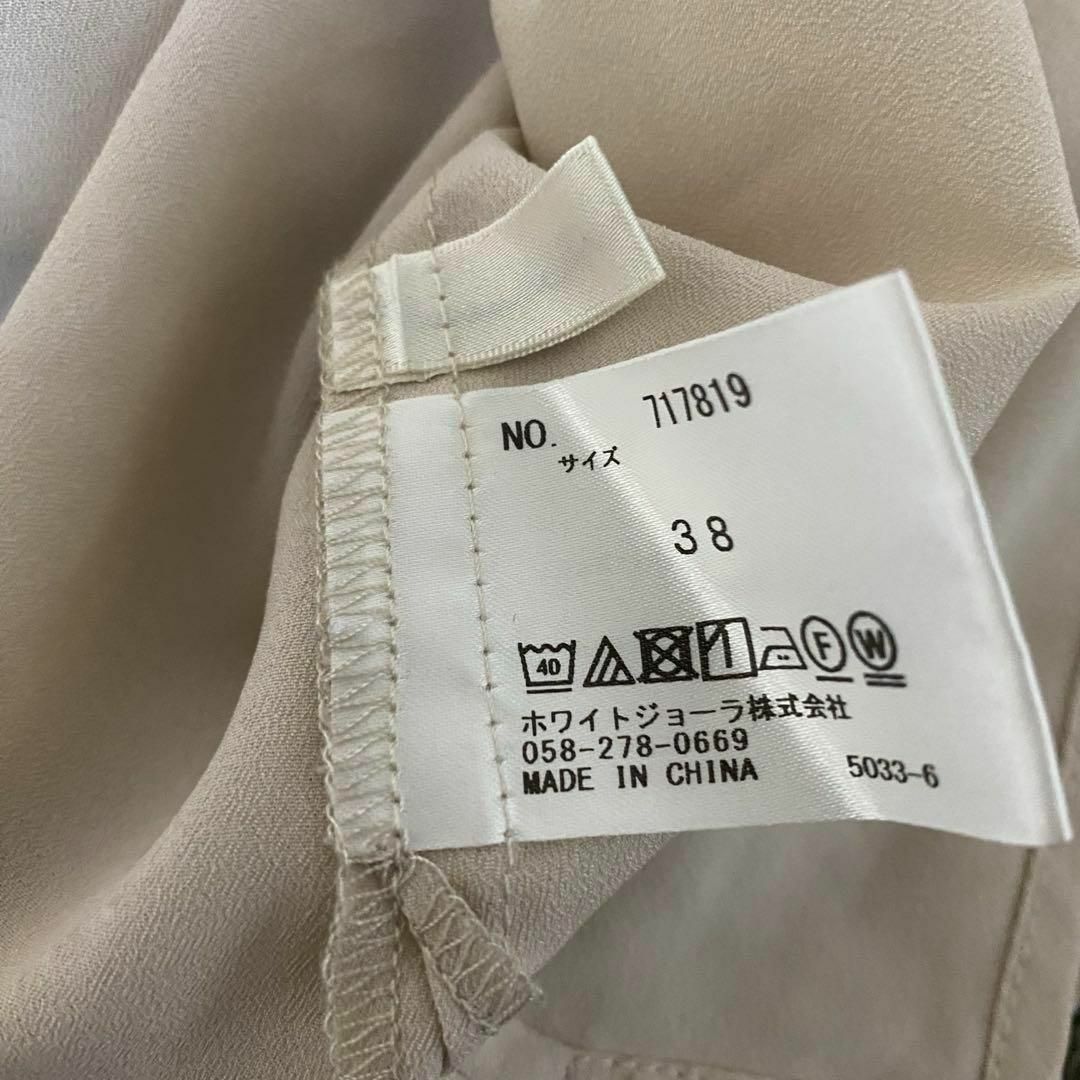 NO. 717819
サイズ
38
40 F W
ホワイトジョーラ株式会社
058-278-0669
MADE IN CHINA 5033-6